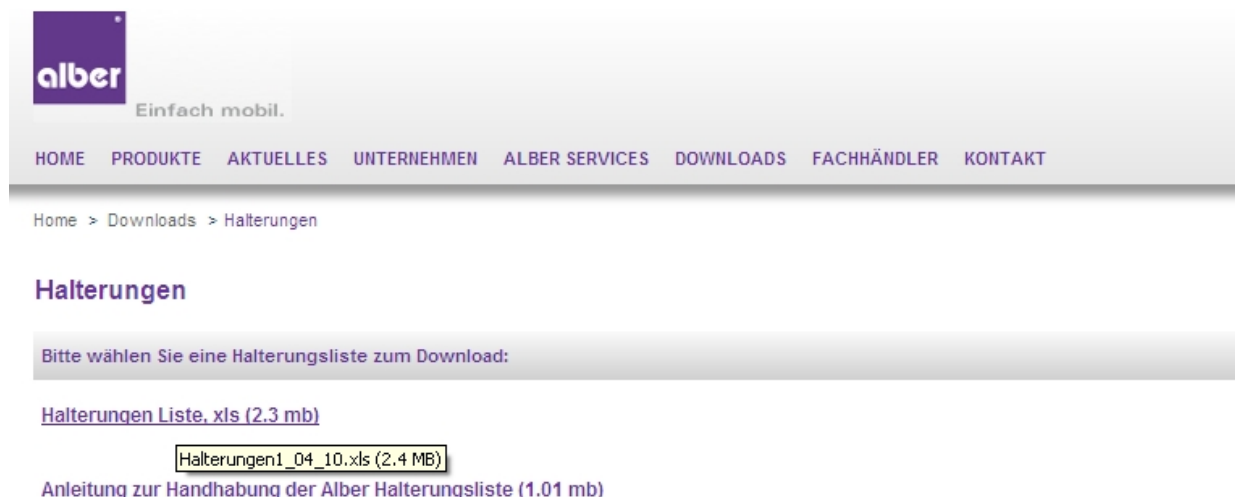 alber
Einfach mobil.
HOME PRODUKTE AKTUELLES UNTERNEHMEN ALBER SERVICES DOWNLOADS FACHHÄNDLER KONTAKT
Home > Downloads > Halterungen
Halterungen
Bitte wählen Sie eine Halterungsliste zum Download:
Halterungen Liste, xls (2.3 mb)
Halterungen1_04_10.xls (2.4 MB)
Anleitung zur Handhabung der Alber Halterungsliste (1.01 mb)